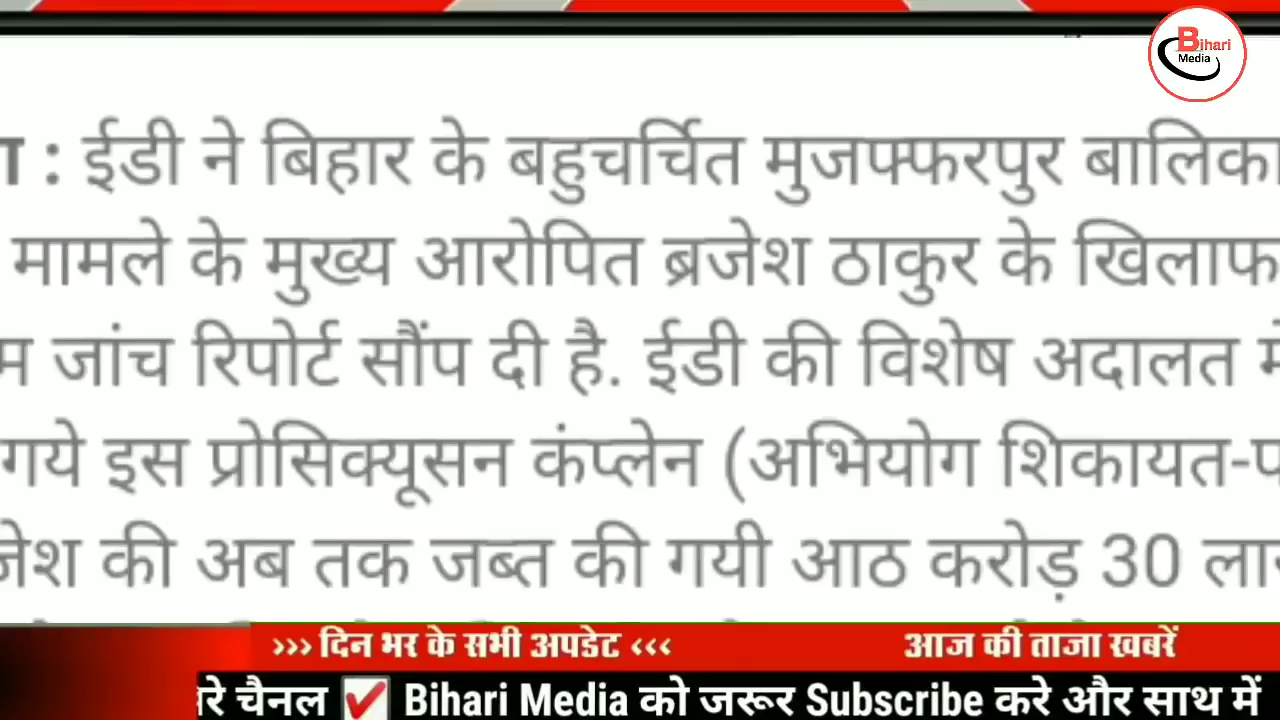 Bihari
Media
: ईडी ने बिहार के बहुचर्चित मुजफ्फरपुर बालिका
मामले के मुख्य आरोपित ब्रजेश ठाकुर के खिलाफ
जांच रिपोर्ट सौंप दी है. ईडी की विशेष अदालत
गये इस प्रोसिक्यूसन कंप्लेन (अभियोग शिकायत-
की अब तक जब्त की गयी आठ करोड़ 30
>>> दिन भर के सभी अपडेट <<< आज की ताजा खबरें
चैनल ✓ Bihari Media को जरूर Subscribe करे और साथ में